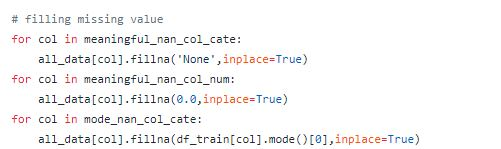 # filling missing value
for col in meaningful_nan_col_cate:
    all_data[col].fillna('None',inplace=True)
for col in meaningful_nan_col_num:
    all_data[col].fillna(0.0,inplace=True)
for col in mode_nan_col_cate:
    all_data[col].fillna(df_train[col].mode()[0],inplace=True)